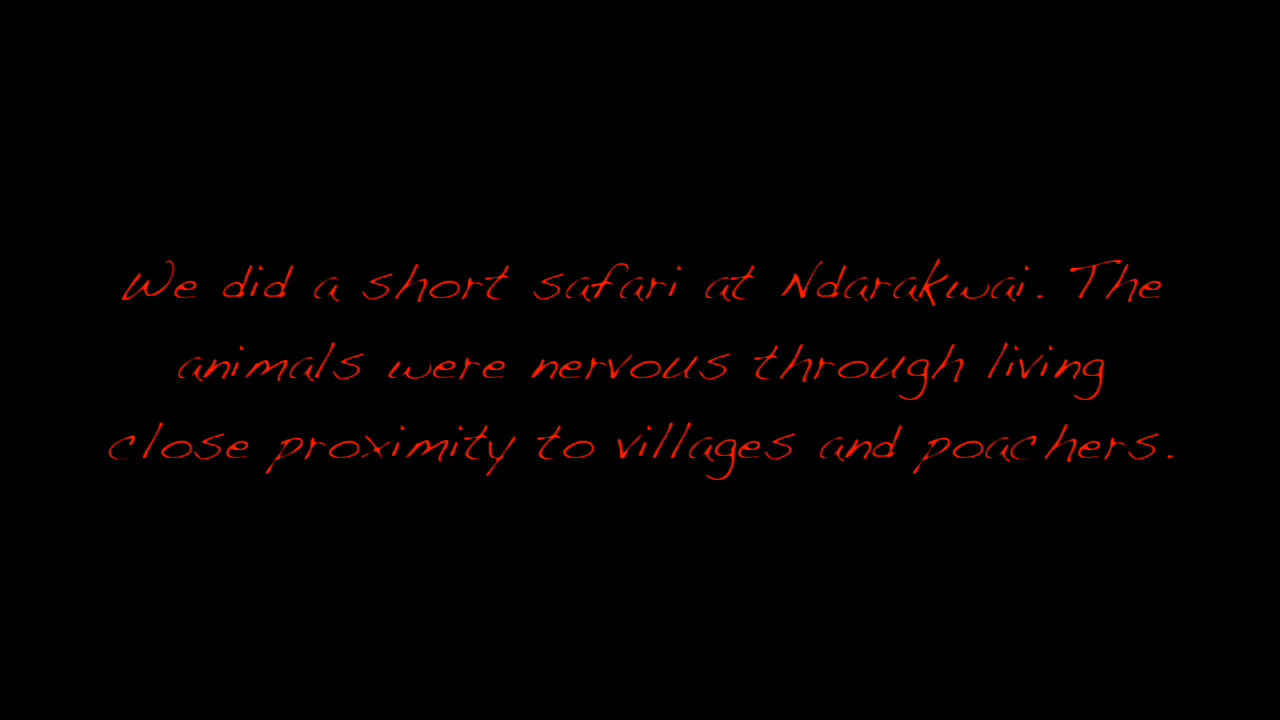 We did a short safari at Ndarakwai. The
animals were nervous through living
close proximity to villages and poachers.